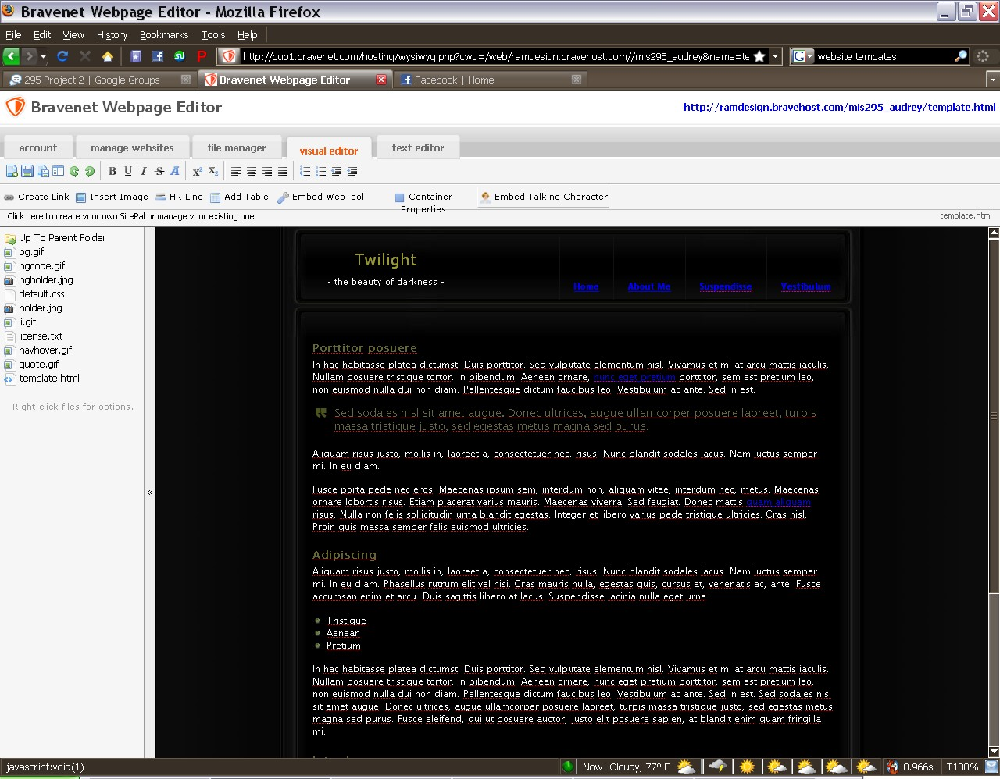 Bravenet Webpage Editor - Mozilla Firefox
File Edit View History Bookmarks Tools Help
http://pub1.bravenet.com/hosting/wysiwyg.php?cwd=/web/ramdesign.bravehost.com//mis295_audrey&name=te
website tempates
295 Project 2 | Google Groups
Bravenet Webpage Editor
Facebook | Home
Bravenet Webpage Editor
http://ramdesign.bravehost.com/mis295_audrey/template.html
account manage websites file manager visual editor text editor
B U I S A x² x₂
Create Link Insert Image HR Line Add Table Embed WebTool Container Properties Embed Talking Character
Click here to create your own SitePal or manage your existing one
template.html
Up To Parent Folder
bg.gif
bgcode.gif
bgholder.jpg
default.css
holder.jpg
li.gif
license.txt
navhover.gif
quote.gif
template.html
Right-click files for options.
«
Twilight
- the beauty of darkness -
Home About Me Suspendisse Vestibulum
Porttitor posuere
In hac habitasse platea dictumst. Duis porttitor. Sed vulputate elementum nisl. Vivamus et mi at arcu mattis iaculis.
Nullam posuere tristique tortor. In bibendum. Aenean ornare, nunc eget pretium porttitor, sem est pretium leo,
non euismod nulla dui non diam. Pellentesque dictum faucibus leo. Vestibulum ac ante. Sed in est.
Sed sodales nisl sit amet augue. Donec ultrices, augue ullamcorper posuere laoreet, turpis
massa tristique justo, sed egestas metus magna sed purus.
Aliquam risus justo, mollis in, laoreet a, consectetuer nec, risus. Nunc blandit sodales lacus. Nam luctus semper
mi. In eu diam.
Fusce porta pede nec eros. Maecenas ipsum sem, interdum non, aliquam vitae, interdum nec, metus. Maecenas
ornare lobortis risus. Etiam placerat varius mauris. Maecenas viverra. Sed feugiat. Donec mattis quam aliquam
risus. Nulla non felis sollicitudin urna blandit egestas. Integer et libero varius pede tristique ultricies. Cras nisl.
Proin quis massa semper felis euismod ultricies.
Adipiscing
Aliquam risus justo, mollis in, laoreet a, consectetuer nec, risus. Nunc blandit sodales lacus. Nam luctus semper
mi. In eu diam. Phasellus rutrum elit vel nisi. Cras mauris nulla, egestas quis, cursus at, venenatis ac, ante. Fusce
accumsan enim et arcu. Duis sagittis libero at lacus. Suspendisse lacinia nulla eget urna.
Tristique
Aenean
Pretium
In hac habitasse platea dictumst. Duis porttitor. Sed vulputate elementum nisl. Vivamus et mi at arcu mattis iaculis.
Nullam posuere tristique tortor. In bibendum. Aenean ornare, nunc eget pretium porttitor, sem est pretium leo,
non euismod nulla dui non diam. Pellentesque dictum faucibus leo. Vestibulum ac ante. Sed in est. Sed sodales nisl
sit amet augue. Donec ultrices, augue ullamcorper posuere laoreet, turpis massa tristique justo, sed egestas metus
magna sed purus. Fusce eleifend, dui ut posuere auctor, justo elit posuere sapien, at blandit enim quam fringilla
mi.
javascript:void(1)
Now: Cloudy, 77° F
0.966s
T100%